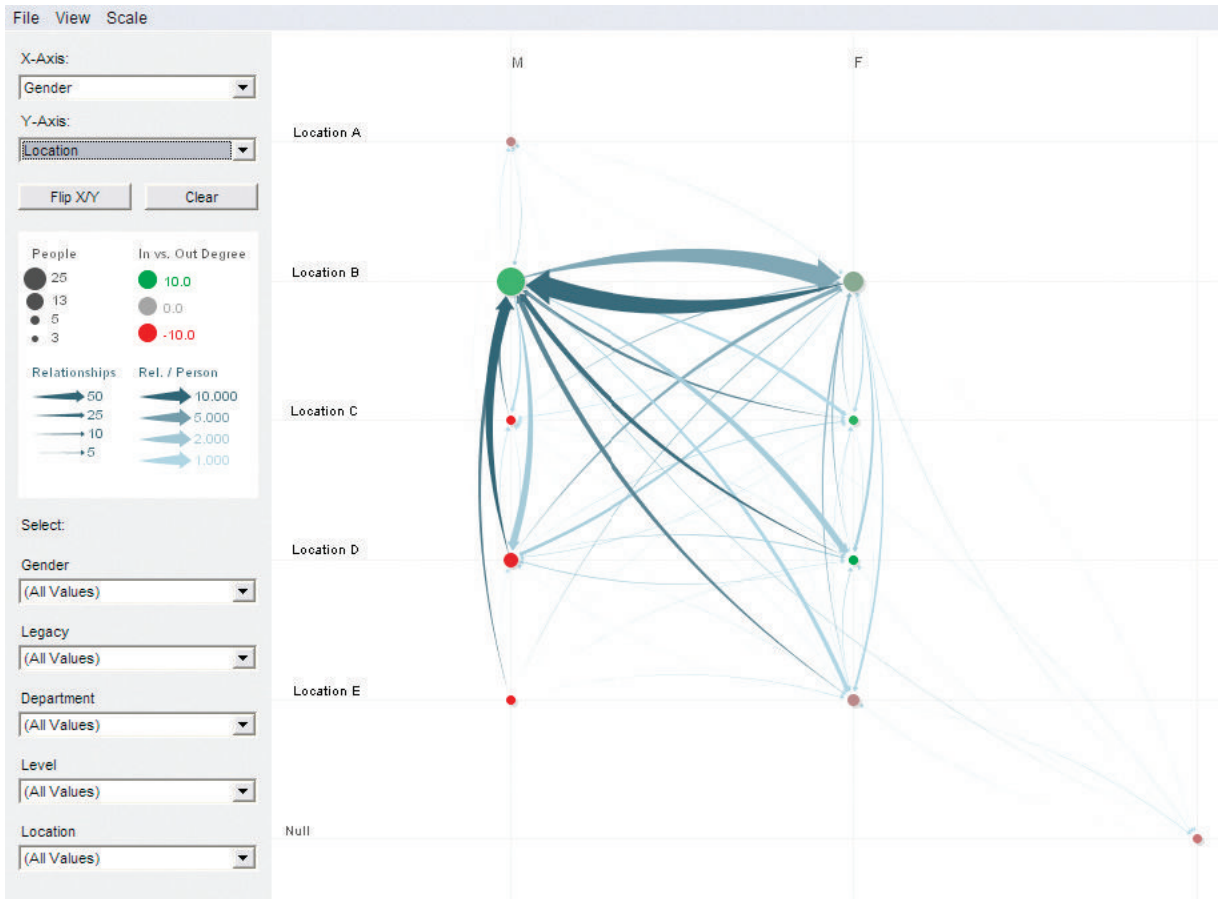 File View Scale
X-Axis:
Gender
Y-Axis:
Location
Flip X/Y Clear
People In vs. Out Degree
25 10.0
13 0.0
5 -10.0
3
Relationships Rel. / Person
50 10.000
25 5.000
10 2.000
5 1.000
Select:
Gender
(All Values)
Legacy
(All Values)
Department
(All Values)
Level
(All Values)
Location
(All Values)
M F
Location A
Location B
Location C
Location D
Location E
Null